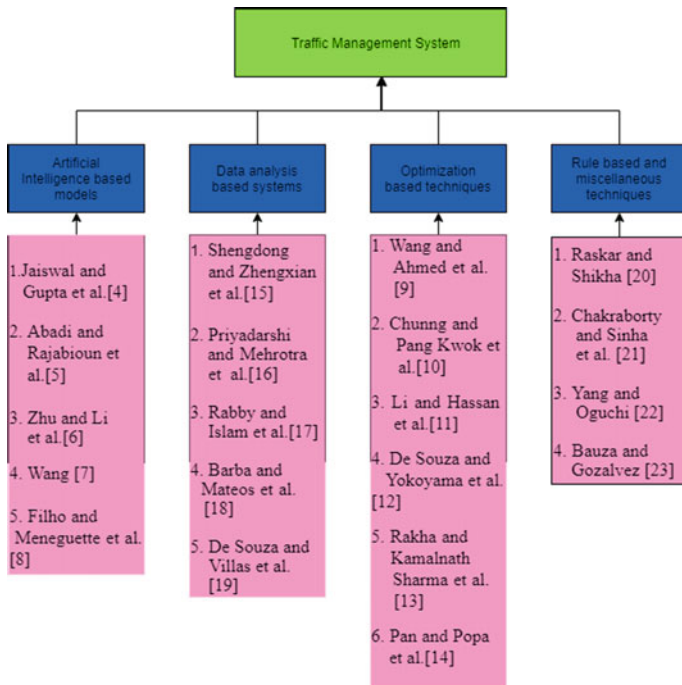 Traffic Management System
Artificial
Intelligence based
models
Data analysis
based systems
Optimization
based techniques
Rule based and
miscellaneous
techniques
1.Jaiswal and
Gupta et al.[4]
2. Abadi and
Rajabioun et
al.[5]
3. Zhu and Li
et al.[6]
4. Wang [7]
5. Filho and
Meneguette et al.
[8]
1. Shengdong
and Zhengxian
et al.[15]
2. Priyadarshi
and Mehrotra
et al.[16]
3. Rabby and
Islam et al.[17]
4. Barba and
Mateos et al.
[18]
5. De Souza and
Villas et al.
[19]
1. Wang and
Ahmed et al.
[9]
2. Chunng and
Pang Kwok et
al.[10]
3. Li and Hassan
et al.[11]
4. De Souza and
Yokoyama et al.
[12]
5. Rakha and
Kamalnath
Sharma et al.
[13]
6. Pan and Popa
et al.[14]
1. Raskar and
Shikha [20]
2. Chakraborty
and Sinha
et al. [21]
3. Yang and
Oguchi [22]
4. Bauza and
Gozalvez [23]